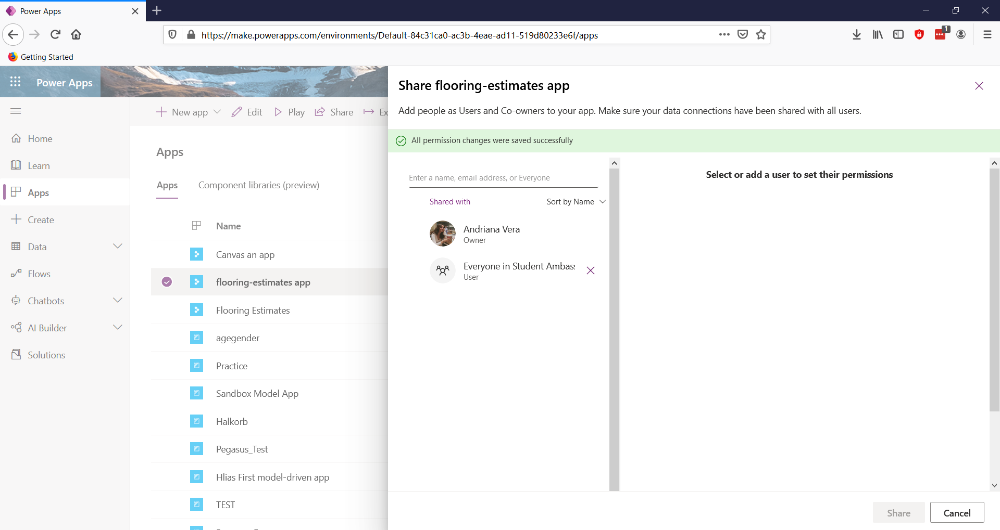 Power Apps
https://make.powerapps.com/environments/Default-84c31ca0-ac3b-4eae-ad11-519d80233e6f/apps
1
Getting Started
Power Apps
Home
Learn
Apps
Create
Data
Flows
Chatbots
AI Builder
Solutions
New app
Edit
Play
Share
Ex
Apps
Apps
Component libraries (preview)
Name
Canvas an app
flooring-estimates app
Flooring Estimates
agegender
Practice
Sandbox Model App
Halkorb
Pegasus_Test
Hlias First model-driven app
TEST
Share flooring-estimates app
Add people as Users and Co-owners to your app. Make sure your data connections have been shared with all users.
All permission changes were saved successfully
Enter a name, email address, or Everyone
Shared with
Sort by Name
Andriana Vera
Owner
Everyone in Student Ambas
User
Select or add a user to set their permissions
Share
Cancel